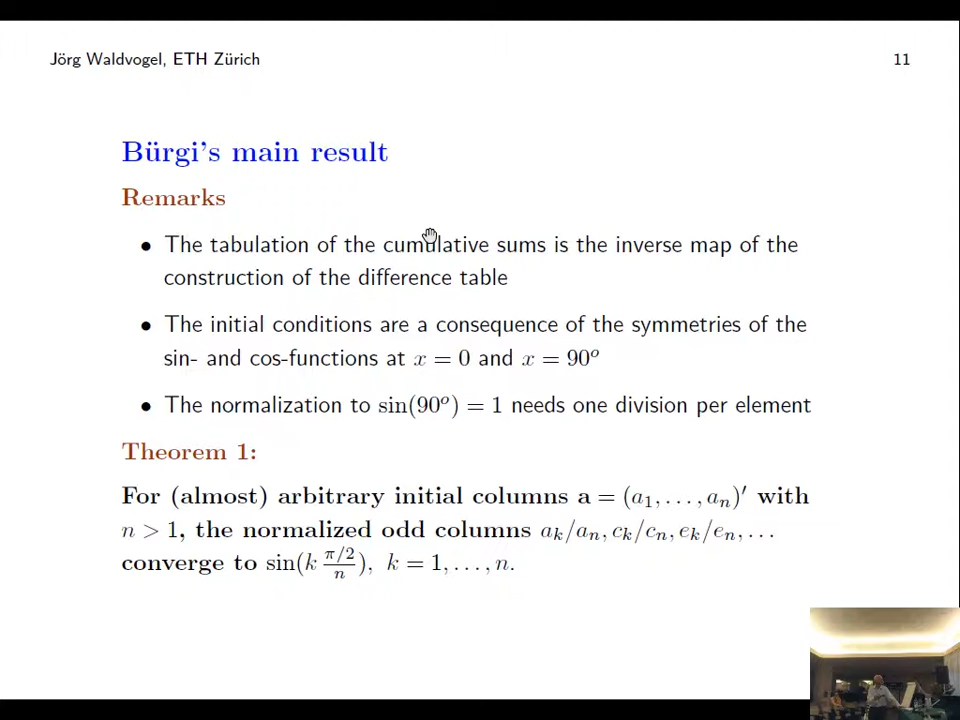 Jörg Waldvogel, ETH Zürich 11
Bürgi's main result
Remarks
• The tabulation of the cumulative sums is the inverse map of the
construction of the difference table
• The initial conditions are a consequence of the symmetries of the
sin- and cos-functions at x = 0 and x = 90°
• The normalization to sin(90°) = 1 needs one division per element
Theorem 1:
For (almost) arbitrary initial columns a = (a₁, . . . , aₙ)′ with
n > 1, the normalized odd columns aₖ/aₙ, cₖ/cₙ, eₖ/eₙ, . . .
converge to sin(k π/2/n), k = 1, . . . , n.